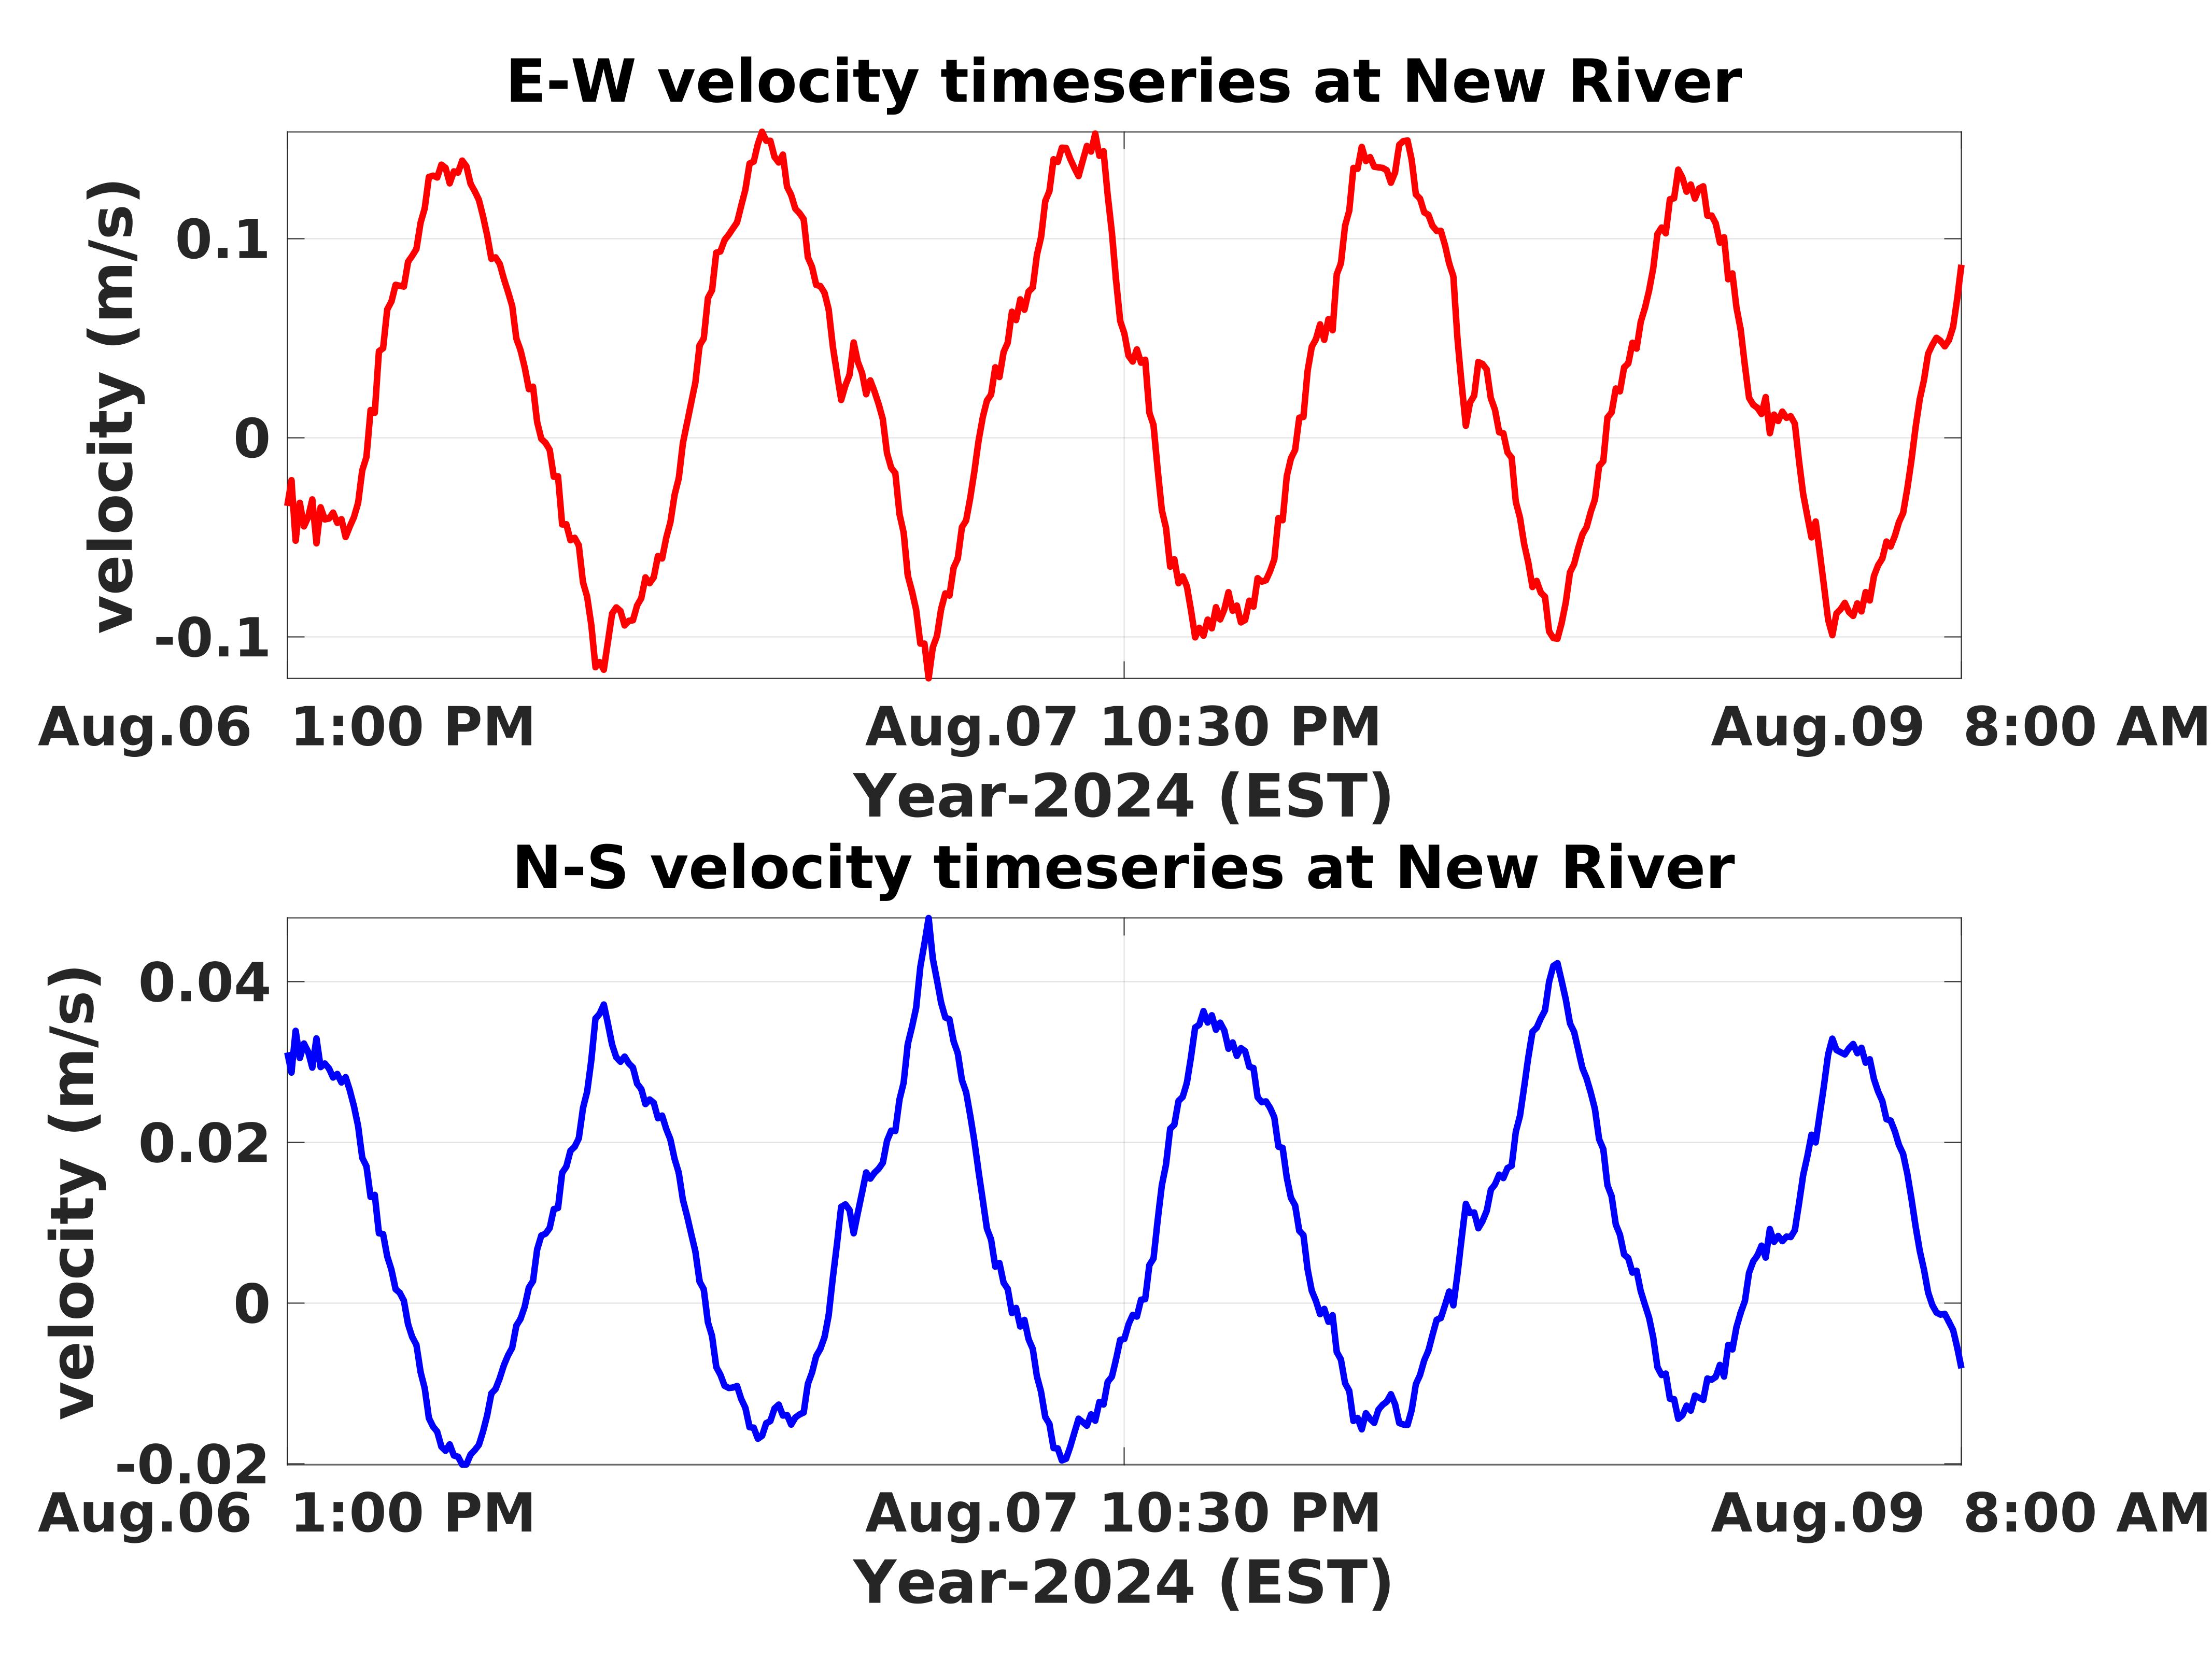 E-W velocity timeseries at New River
velocity (m/s)
0.1
0
-0.1
Aug.06  1:00 PM
Aug.07 10:30 PM
Aug.09  8:00 AM
Year-2024 (EST)
N-S velocity timeseries at New River
velocity (m/s)
0.04
0.02
0
-0.02
Aug.06  1:00 PM
Aug.07 10:30 PM
Aug.09  8:00 AM
Year-2024 (EST)